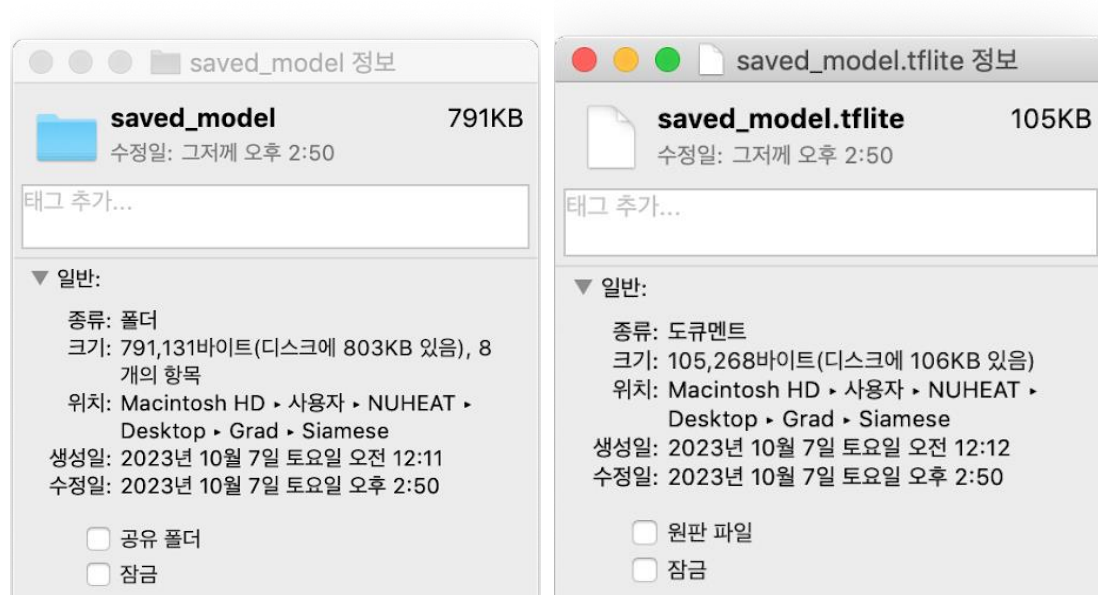 saved_model 정보
saved_model 791KB
수정일: 그저께 오후 2:50
태그 추가...
▼ 일반:
종류: 폴더
크기: 791,131바이트(디스크에 803KB 있음), 8
개의 항목
위치: Macintosh HD ▸ 사용자 ▸ NUHEAT ▸
Desktop ▸ Grad ▸ Siamese
생성일: 2023년 10월 7일 토요일 오전 12:11
수정일: 2023년 10월 7일 토요일 오후 2:50
공유 폴더
잠금
saved_model.tflite 정보
saved_model.tflite 105KB
수정일: 그저께 오후 2:50
태그 추가...
▼ 일반:
종류: 도큐멘트
크기: 105,268바이트(디스크에 106KB 있음)
위치: Macintosh HD ▸ 사용자 ▸ NUHEAT ▸
Desktop ▸ Grad ▸ Siamese
생성일: 2023년 10월 7일 토요일 오전 12:12
수정일: 2023년 10월 7일 토요일 오후 2:50
원판 파일
잠금